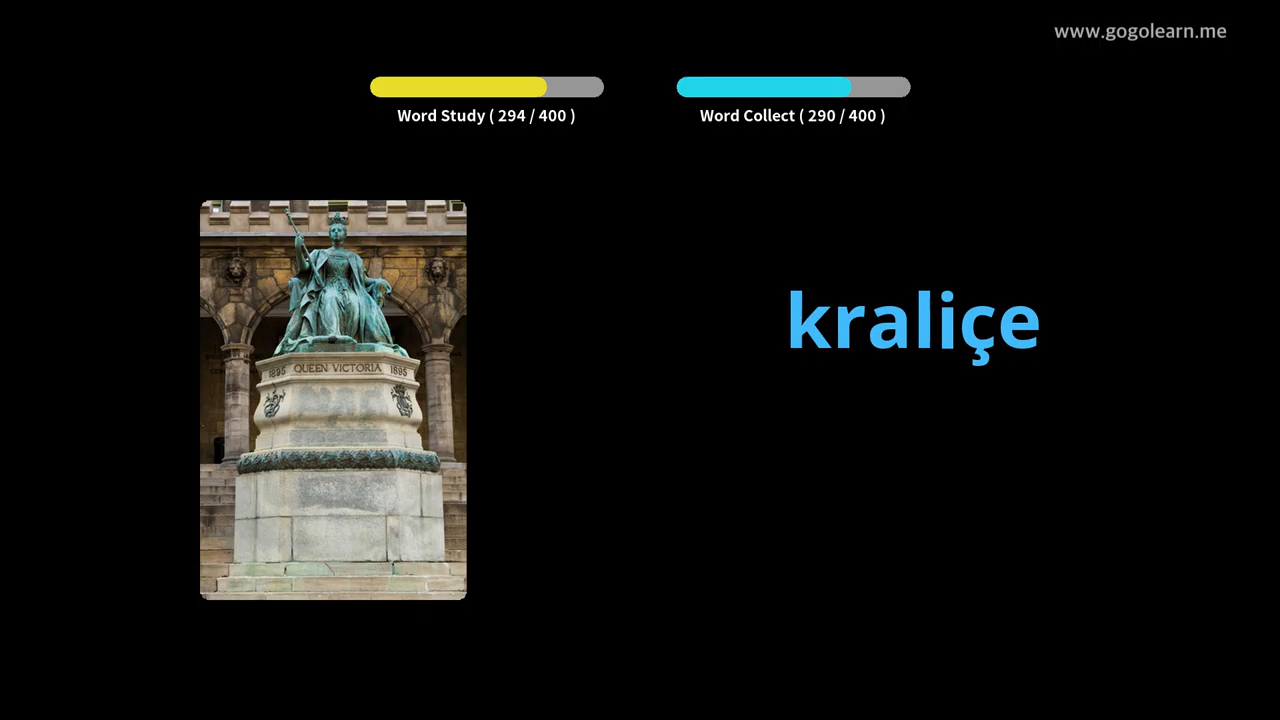 www.gogolearn.me
Word Study ( 294 / 400 )
Word Collect ( 290 / 400 )
kraliçe
1895 QUEEN VICTORIA 1895